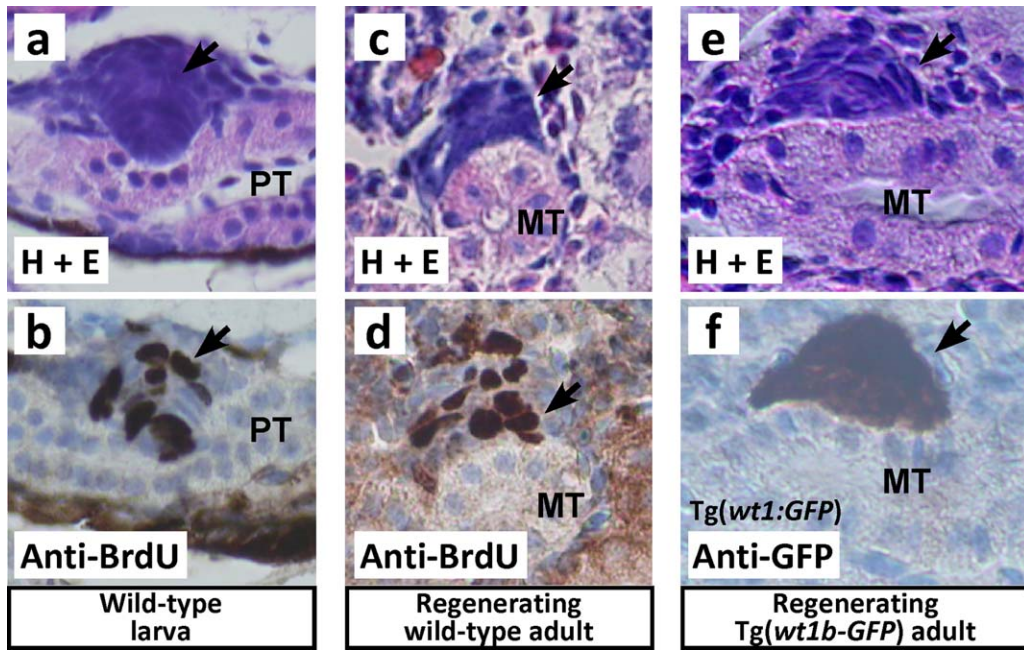 a
PT
H + E
b
PT
Anti-BrdU
Wild-type
larva
c
MT
H + E
d
MT
Anti-BrdU
Regenerating
wild-type adult
e
MT
H + E
f
MT
Tg(wt1:GFP)
Anti-GFP
Regenerating
Tg(wt1b-GFP) adult